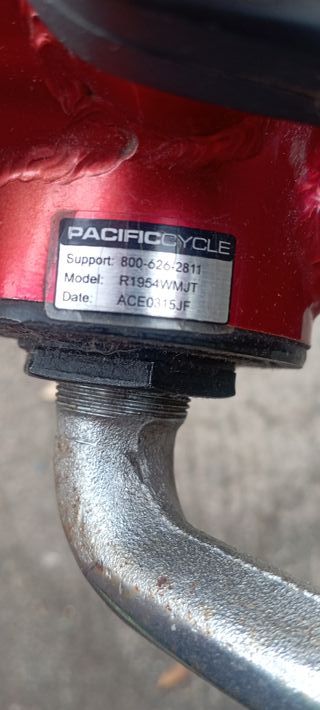 PACIFICCYCLE
Support: 800-626-2811
Model: R1954WMJT
Date: ACE0315JF